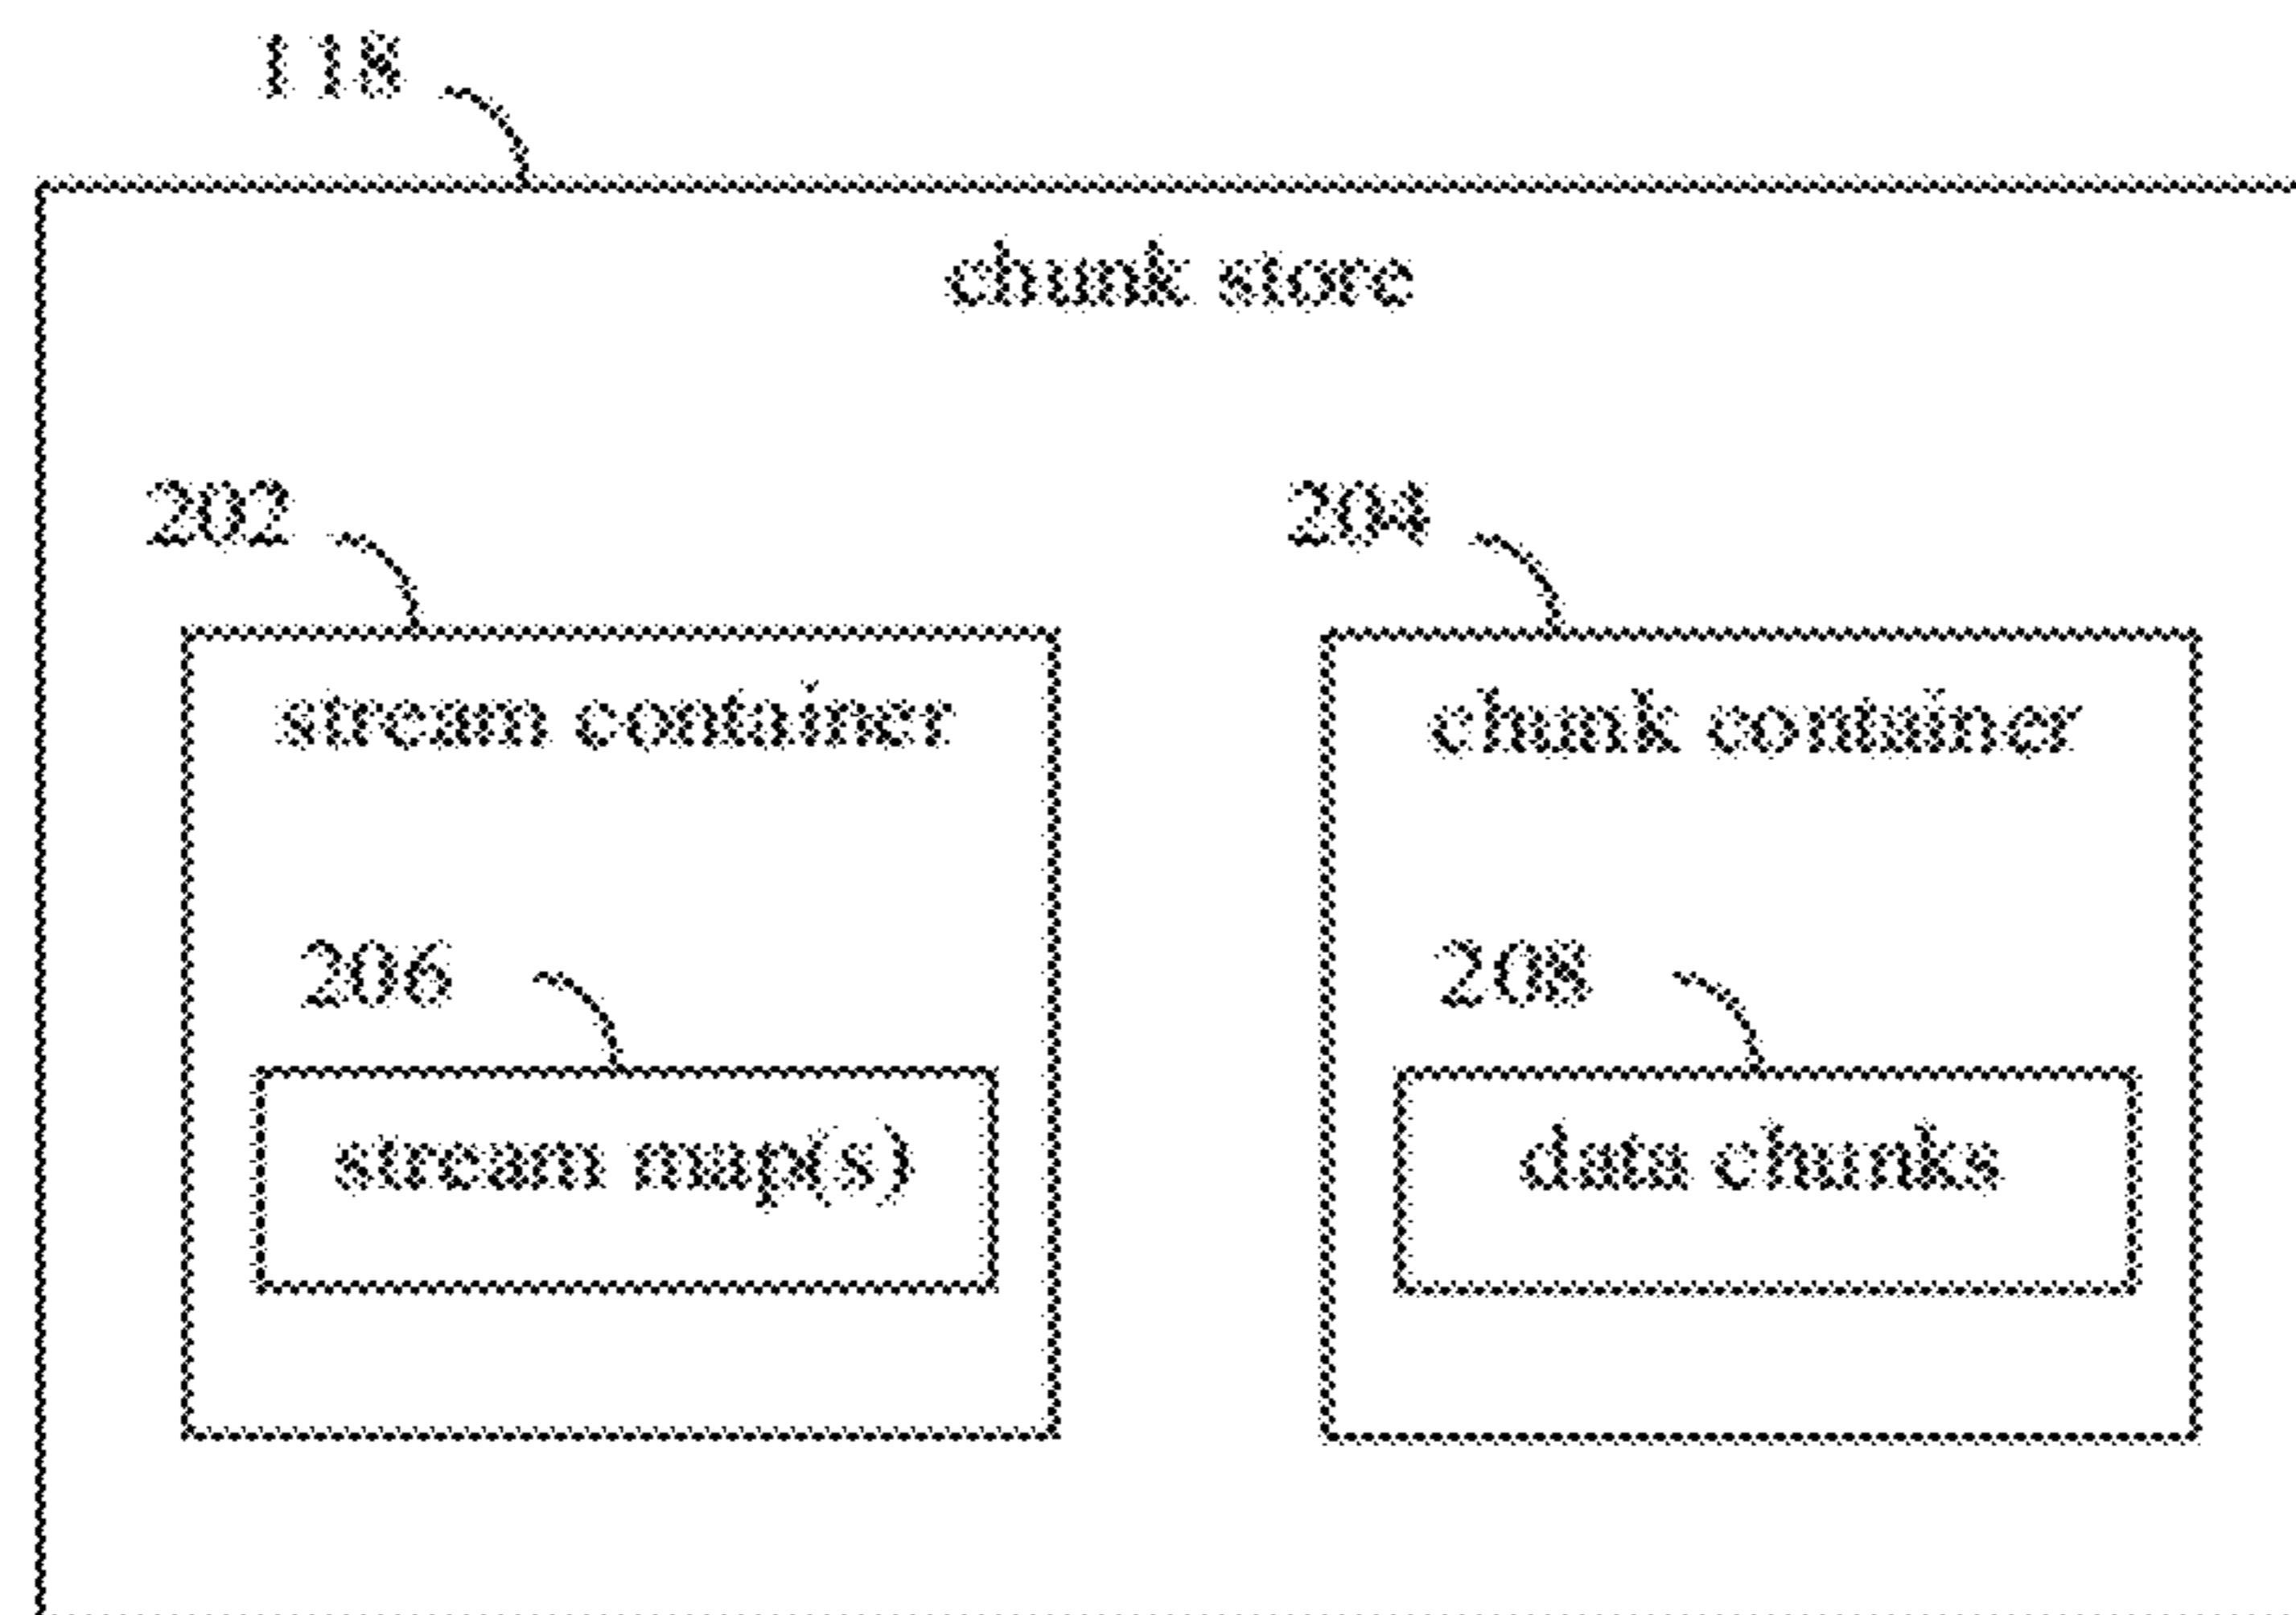 118
chunk store
202
204
stream container
chunk container
206
208
stream map(s)
data chunks